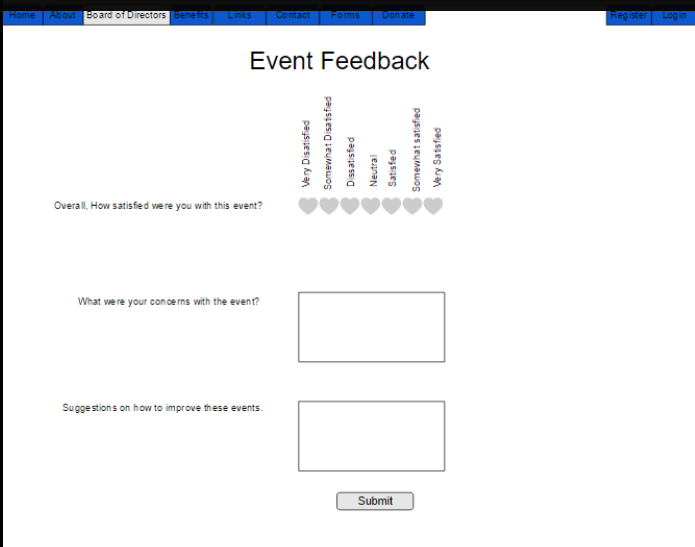 Home About Board of Directors Benefits Links Contact Forms Donate Register Login
Event Feedback
Very Disatisfied
Somewhat Disatisfied
Dissatisfied
Neutral
Satisfied
Somewhat satisfied
Very Satisfied
Overall, How satisfied were you with this event?
What were your concerns with the event?
Suggestions on how to improve these events.
Submit